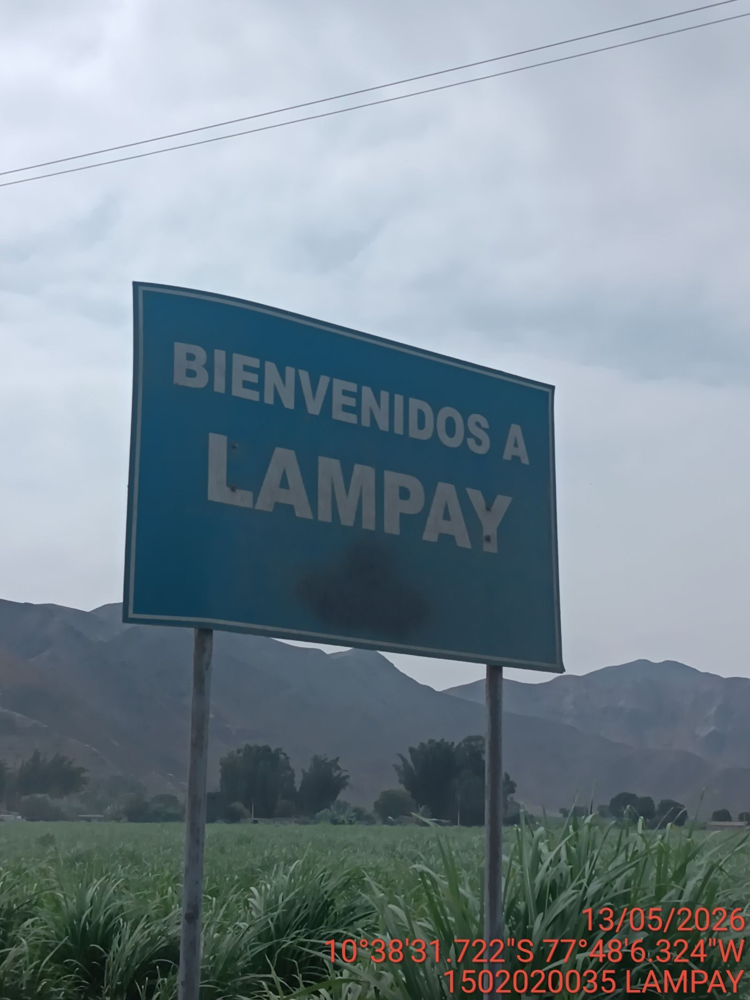 BIENVENIDOS A
LAMPAY
13/05/2026
10°38'31.722"S 77°48'6.324"W
1502020035 LAMPAY